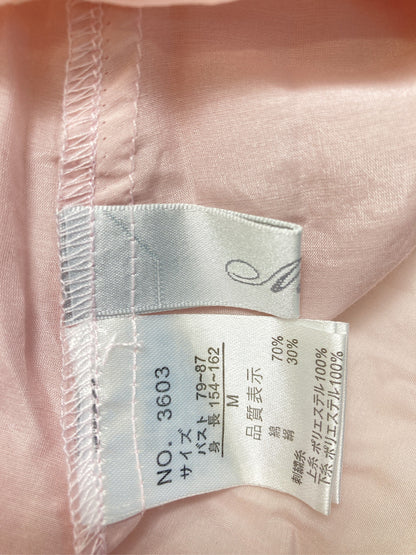 NO. 3603
サイズ
バスト 79~87
身 長 154~162
M
品質表示
綿 70%
絹 30%
刺繍糸
上糸 ポリエステル100%
下糸 ポリエステル100%